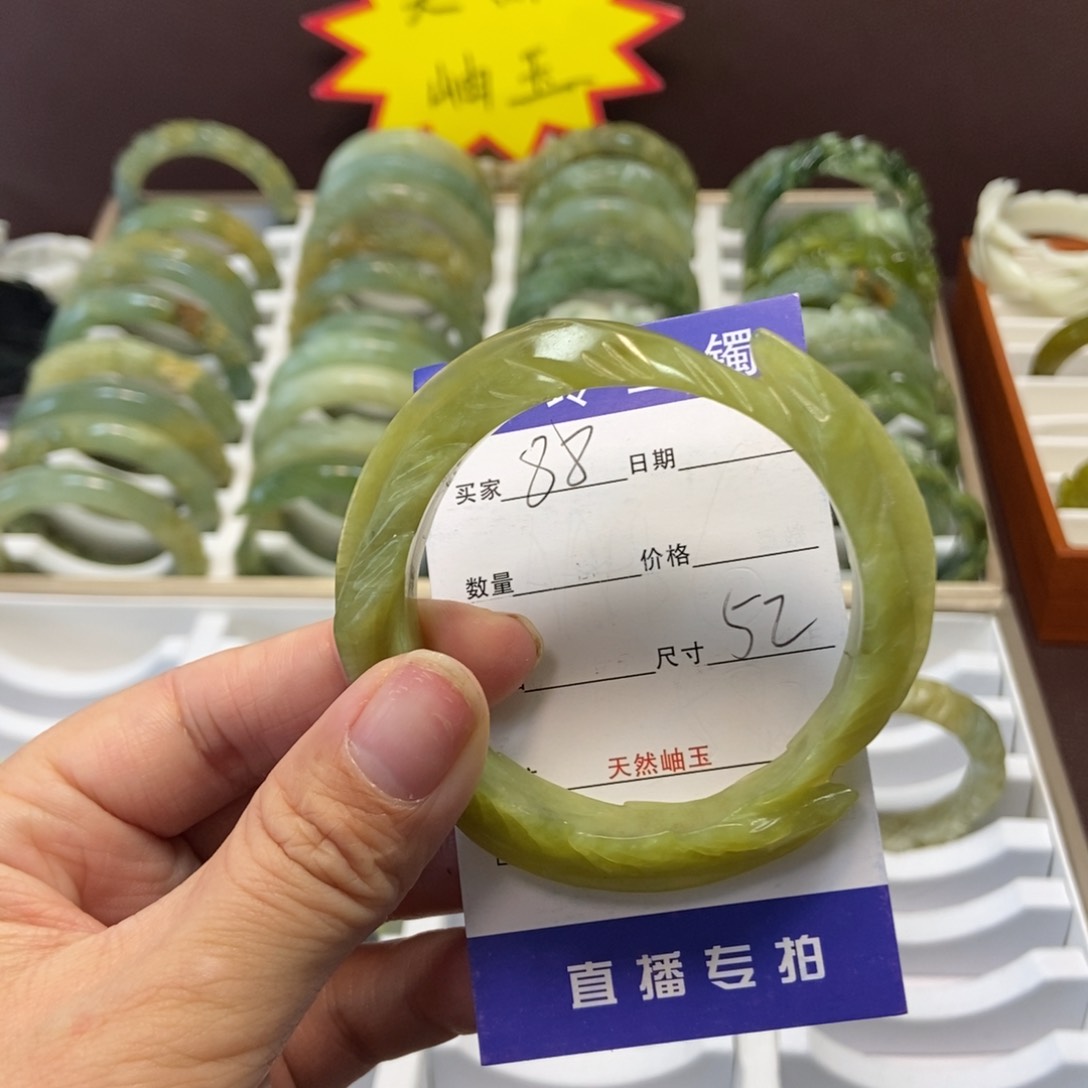 岫玉
镯
买家 88 日期
数量 价格
尺寸 52
天然岫玉
直播专拍